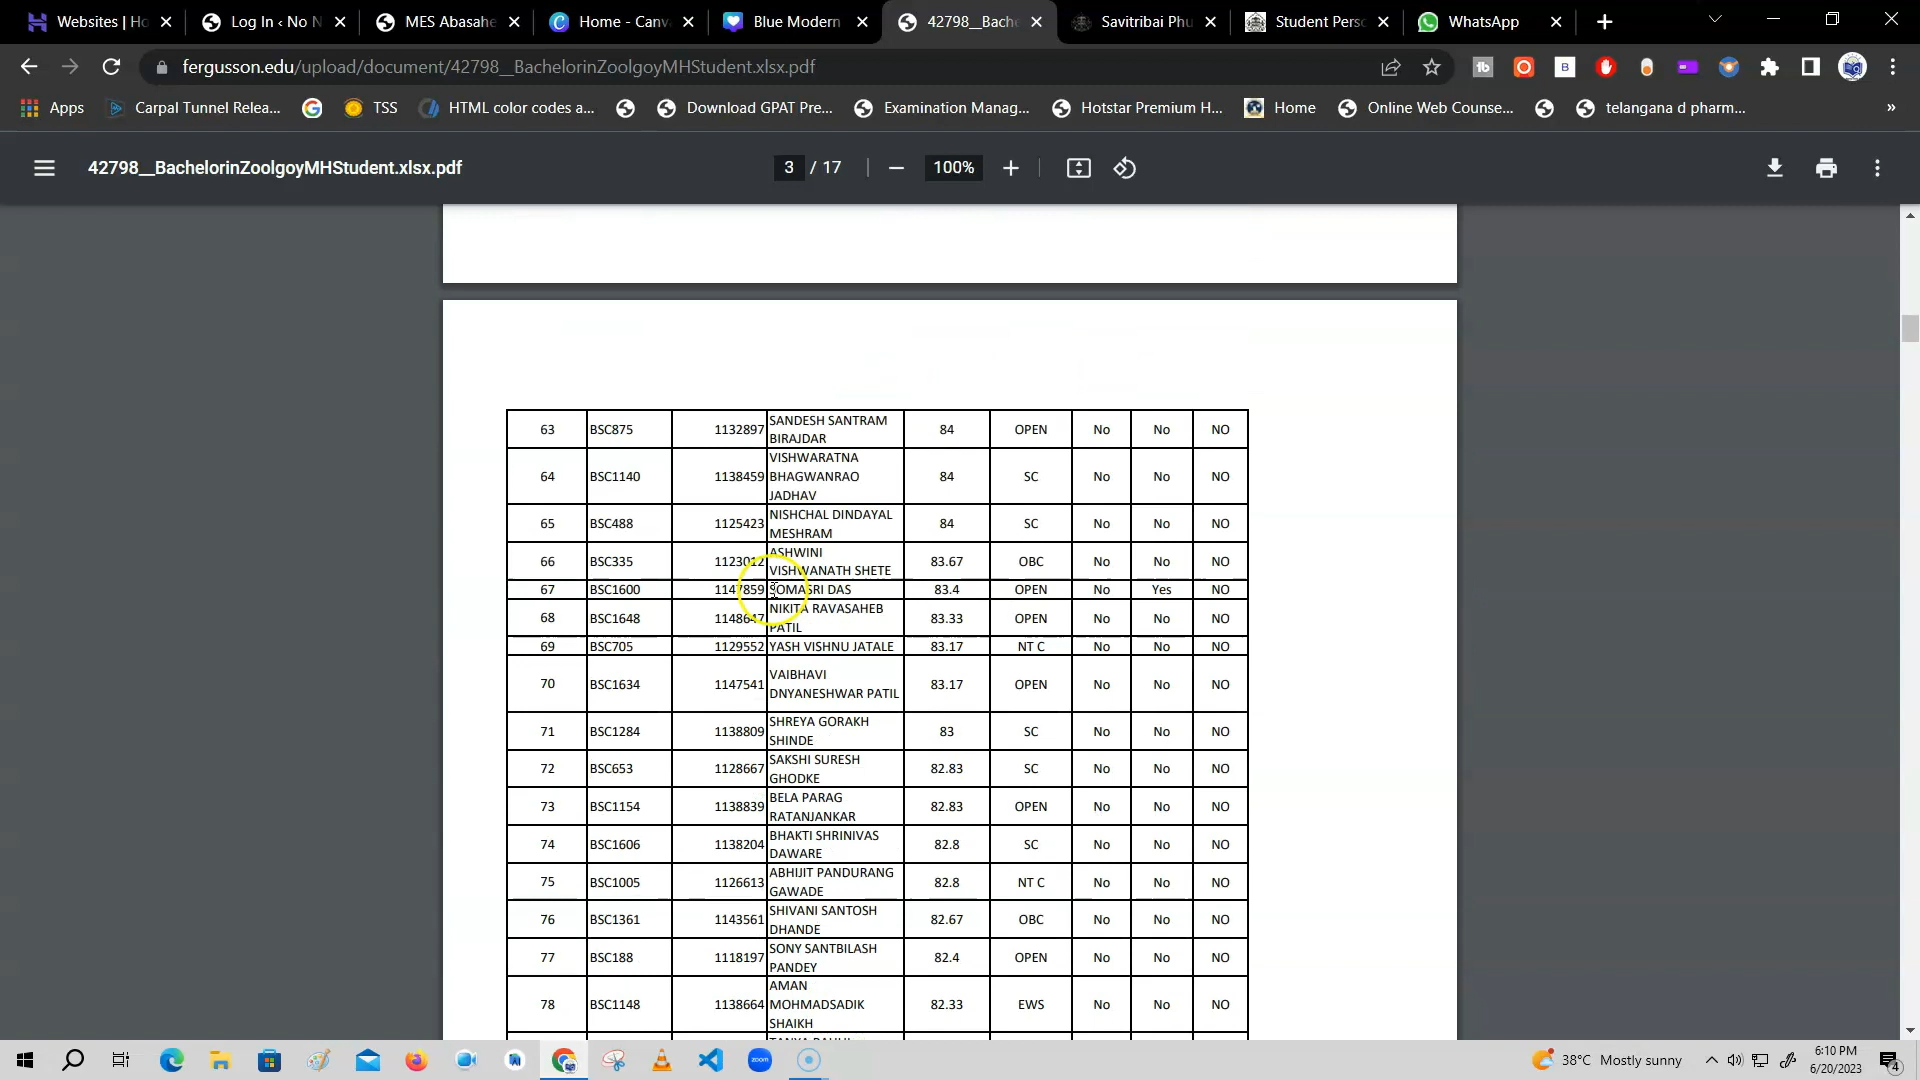 Websites | Ho
Log In ‹ No N
MES Abasahe
Home - Canv
Blue Modern
42798_Bach
Savitribai Phu
Student Perso
WhatsApp
fergusson.edu/upload/document/42798__BachelorinZoolgoyMHStudent.xlsx.pdf
Apps
Carpal Tunnel Relea...
TSS
HTML color codes a...
Download GPAT Pre...
Examination Manag...
Hotstar Premium H...
Home
Online Web Counse...
telangana d pharm...
»
42798__BachelorinZoolgoyMHStudent.xlsx.pdf
3 / 17
100%
63 BSC875 1132897 SANDESH SANTRAM BIRAJDAR 84 OPEN No No NO
64 BSC1140 1138459 VISHWARATNA BHAGWANRAO JADHAV 84 SC No No NO
65 BSC488 1125423 NISHCHAL DINDAYAL MESHRAM 84 SC No No NO
66 BSC335 1123012 ASHWINI VISHWANATH SHETE 83.67 OBC No No NO
67 BSC1600 1147859 SOMASRI DAS 83.4 OPEN No Yes NO
68 BSC1648 1148647 NIKITA RAVASAHEB PATIL 83.33 OPEN No No NO
69 BSC705 1129552 YASH VISHNU JATALE 83.17 NT C No No NO
70 BSC1634 1147541 VAIBHAVI DNYANESHWAR PATIL 83.17 OPEN No No NO
71 BSC1284 1138809 SHREYA GORAKH SHINDE 83 SC No No NO
72 BSC653 1128667 SAKSHI SURESH GHODKE 82.83 SC No No NO
73 BSC1154 1138839 BELA PARAG RATANJANKAR 82.83 OPEN No No NO
74 BSC1606 1138204 BHAKTI SHRINIVAS DAWARE 82.8 SC No No NO
75 BSC1005 1126613 ABHIJIT PANDURANG GAWADE 82.8 NT C No No NO
76 BSC1361 1143561 SHIVANI SANTOSH DHANDE 82.67 OBC No No NO
77 BSC188 1118197 SONY SANTBILASH PANDEY 82.4 OPEN No No NO
78 BSC1148 1138664 AMAN MOHMADSADIK SHAIKH 82.33 EWS No No NO
38°C Mostly sunny
6:10 PM
6/20/2023
4